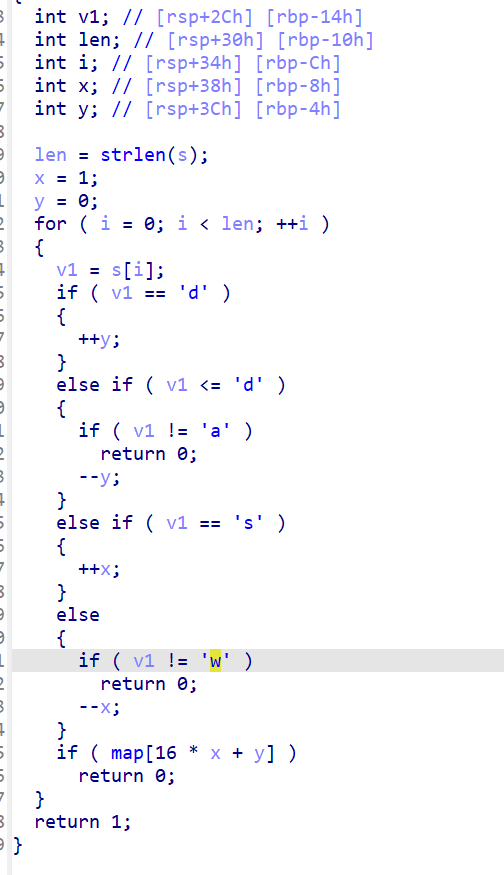 {
int v1; // [rsp+2Ch] [rbp-14h]
int len; // [rsp+30h] [rbp-10h]
int i; // [rsp+34h] [rbp-Ch]
int x; // [rsp+38h] [rbp-8h]
int y; // [rsp+3Ch] [rbp-4h]

len = strlen(s);
x = 1;
y = 0;
for ( i = 0; i < len; ++i )
{
v1 = s[i];
if ( v1 == 'd' )
{
++y;
}
else if ( v1 <= 'd' )
{
if ( v1 != 'a' )
return 0;
--y;
}
else if ( v1 == 's' )
{
++x;
}
else
{
if ( v1 != 'w' )
return 0;
--x;
}
if ( map[16 * x + y] )
return 0;
}
return 1;
}